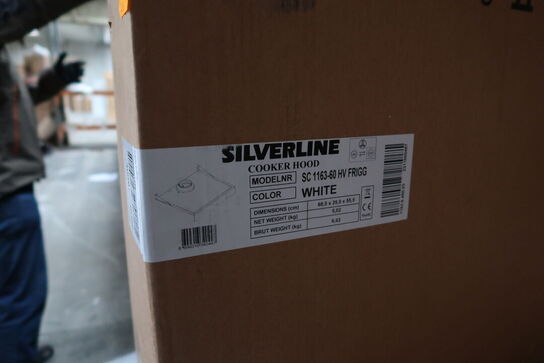 SILVERLINE
COOKER HOOD
MODELNR SC 1163-60 HV FRIGG
COLOR WHITE
DIMENSIONS (cm)
NET WEIGHT (kg)
BRUT WEIGHT (kg)
CE